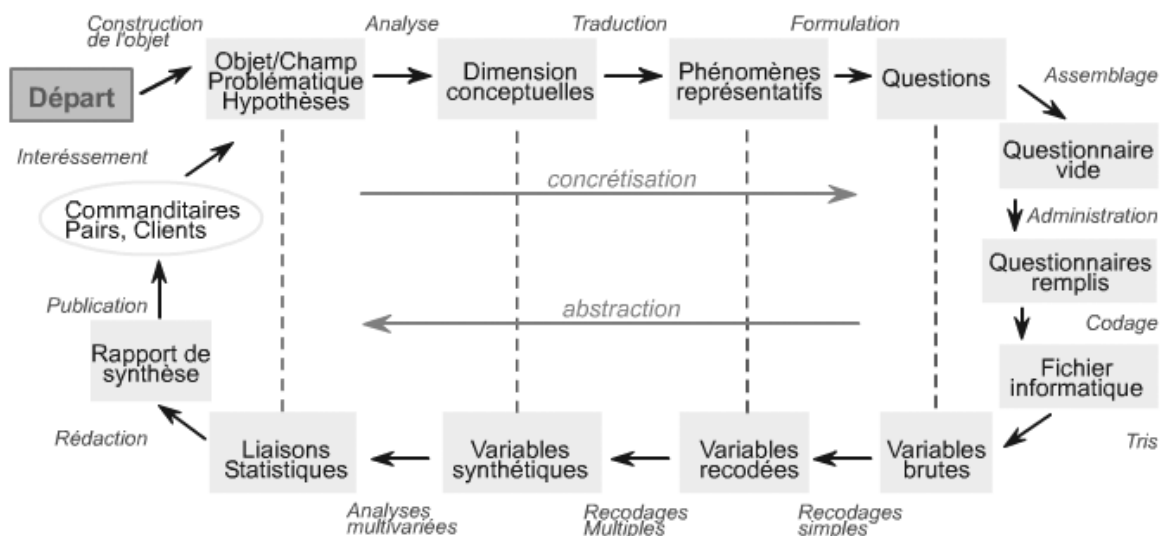 Construction
de l'objet
Analyse
Traduction
Formulation
Départ
Objet/Champ
Problématique
Hypothèses
Dimension
conceptuelles
Phénomènes
représentatifs
Questions
Assemblage
Interéssement
Questionnaire
vide
concrétisation
Commanditaires
Pairs, Clients
Administration
Questionnaires
remplis
Publication
abstraction
Codage
Rapport de
synthèse
Fichier
informatique
Rédaction
Liaisons
Statistiques
Variables
synthétiques
Variables
recodées
Variables
brutes
Tris
Analyses
multivariées
Recodages
Multiples
Recodages
simples